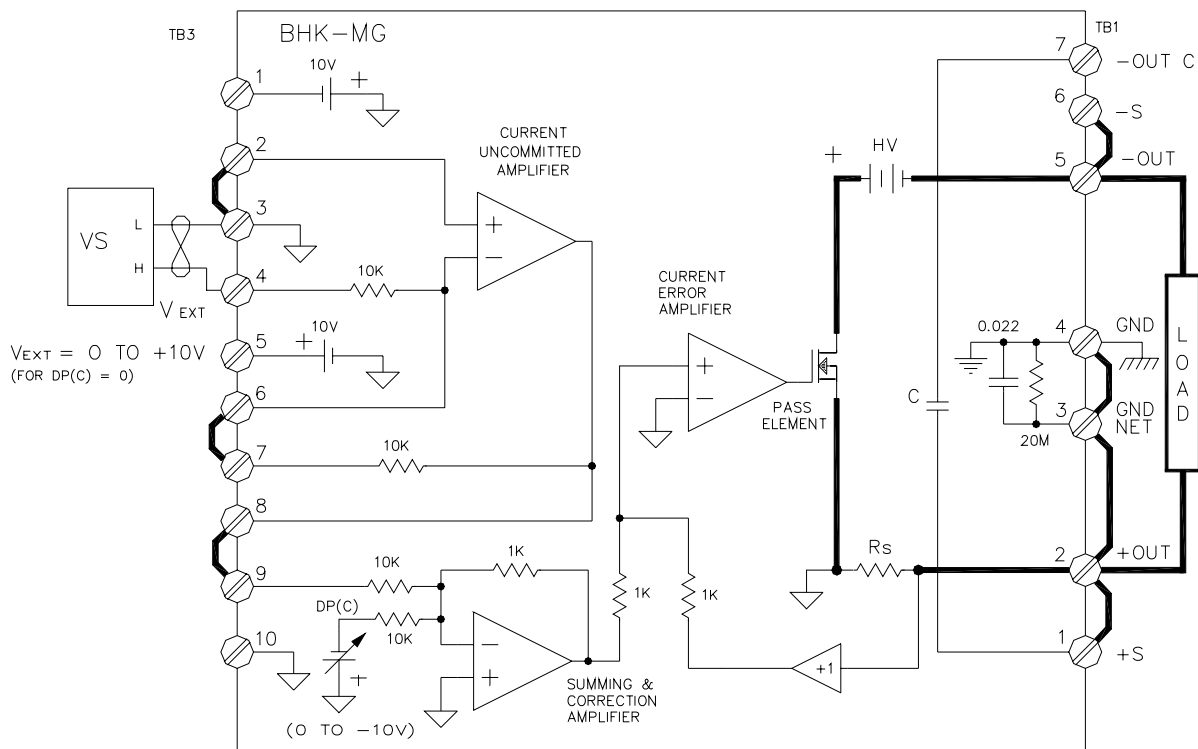 TB3
BHK-MG
TB1
1
10V
+
7
-OUT C
6
-S
2
CURRENT
UNCOMMITTED
AMPLIFIER
+
HV
5
-OUT
VS
L
H
3
+
−
4
10K
V EXT
CURRENT
ERROR
AMPLIFIER
VEXT = 0 TO +10V
(FOR DP(C) = 0)
5
+
10V
0.022
4
GND
LOAD
6
+
−
PASS
ELEMENT
C
3
GND
NET
20M
7
10K
8
9
10K
1K
2
+OUT
Rs
DP(C)
10K
1K
1K
10
+
−
+
+1
1
+S
SUMMING &
CORRECTION
AMPLIFIER
(0 TO -10V)